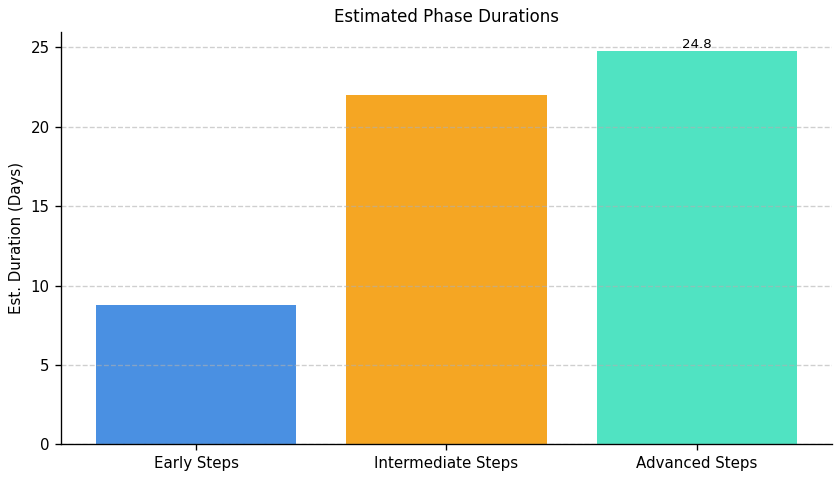 Estimated Phase Durations
24.8
25
20
15
10
5
0
Est. Duration (Days)
Early Steps
Intermediate Steps
Advanced Steps